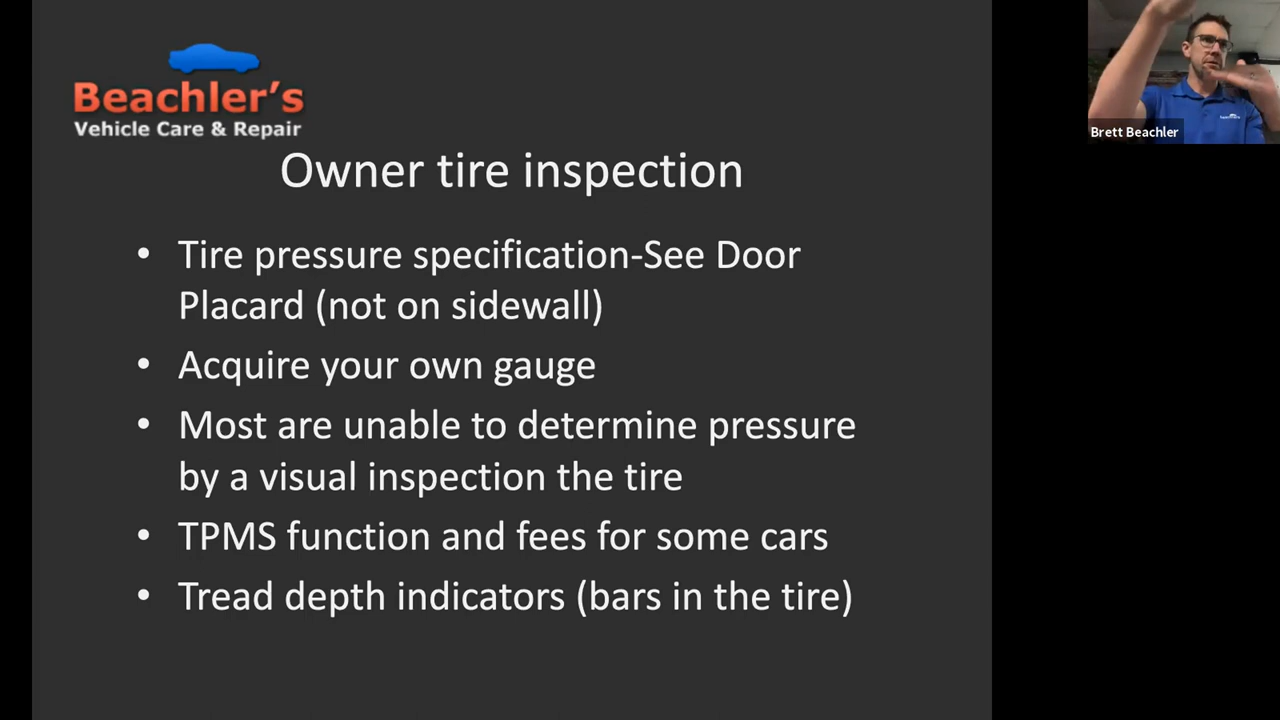 Beachler's
Vehicle Care & Repair
Brett Beachler
Owner tire inspection
• Tire pressure specification-See Door
Placard (not on sidewall)
• Acquire your own gauge
• Most are unable to determine pressure
by a visual inspection the tire
• TPMS function and fees for some cars
• Tread depth indicators (bars in the tire)